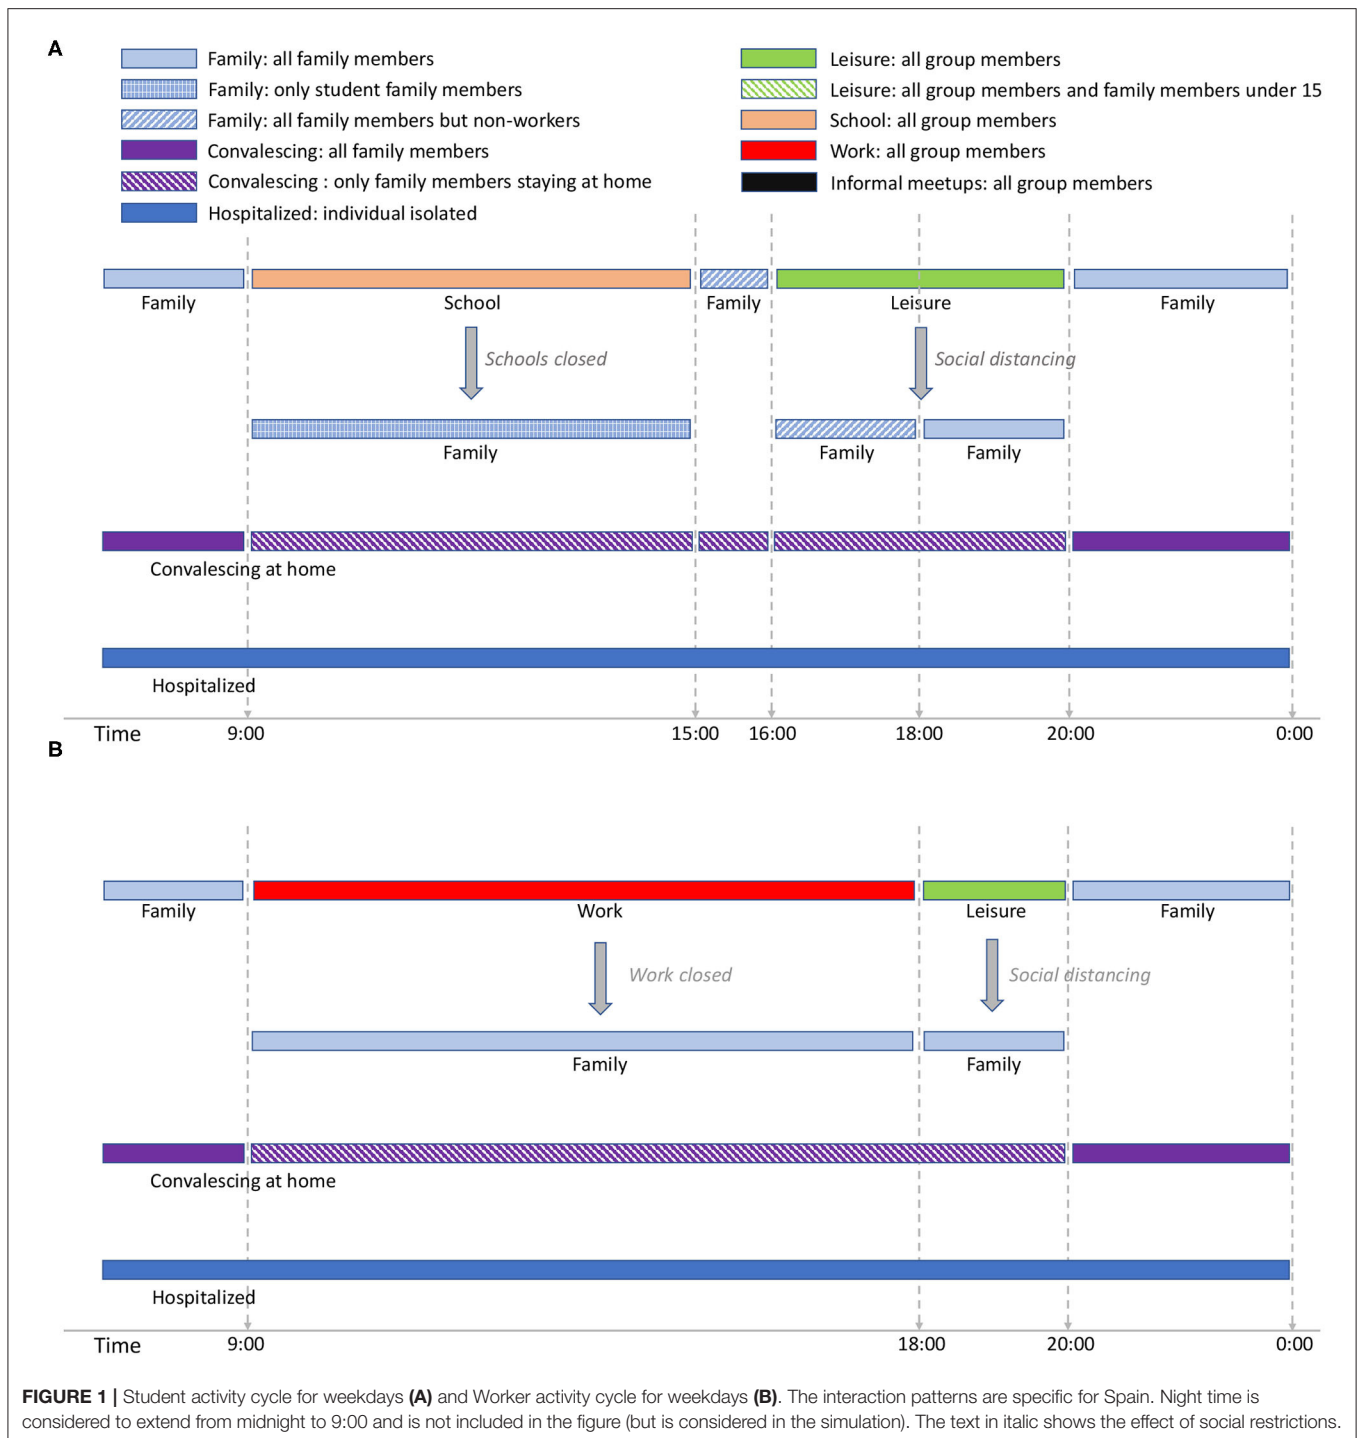 A
Family: all family members
Family: only student family members
Family: all family members but non-workers
Convalescing: all family members
Convalescing : only family members staying at home
Hospitalized: individual isolated
Leisure: all group members
Leisure: all group members and family members under 15
School: all group members
Work: all group members
Informal meetups: all group members
Family School Family Leisure Family
Schools closed Social distancing
Family Family Family
Convalescing at home
Hospitalized
Time 9:00 15:00 16:00 18:00 20:00 0:00
B
Family Work Leisure Family
Work closed Social distancing
Family Family
Convalescing at home
Hospitalized
Time 9:00 18:00 20:00 0:00
FIGURE 1 | Student activity cycle for weekdays (A) and Worker activity cycle for weekdays (B). The interaction patterns are specific for Spain. Night time is
considered to extend from midnight to 9:00 and is not included in the figure (but is considered in the simulation). The text in italic shows the effect of social restrictions.